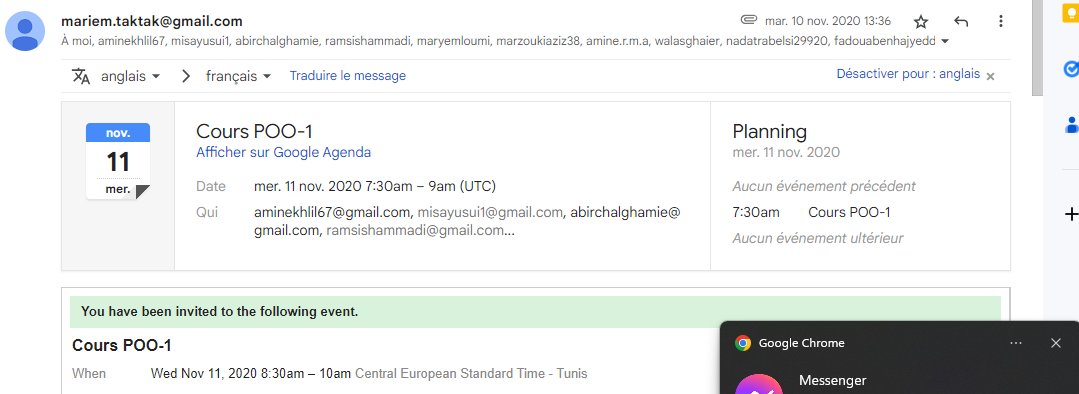 mariem.taktak@gmail.com
mar. 10 nov. 2020 13:36
À moi, aminekhlil67, misayusui1, abirchalghamie, ramsishammadi, maryemloumi, marzoukiaziz38, amine.r.m.a, walasghaier, nadatrabelsi29920, fadouabenhajyedd
anglais
français
Traduire le message
Désactiver pour : anglais
nov.
11
mer.
Cours POO-1
Afficher sur Google Agenda
Date mer. 11 nov. 2020 7:30am – 9am (UTC)
Qui aminekhlil67@gmail.com, misayusui1@gmail.com, abirchalghamie@
gmail.com, ramsishammadi@gmail.com...
Planning
mer. 11 nov. 2020
Aucun événement précédent
7:30am Cours POO-1
Aucun événement ultérieur
You have been invited to the following event.
Cours POO-1
When Wed Nov 11, 2020 8:30am – 10am Central European Standard Time - Tunis
Google Chrome
Messenger